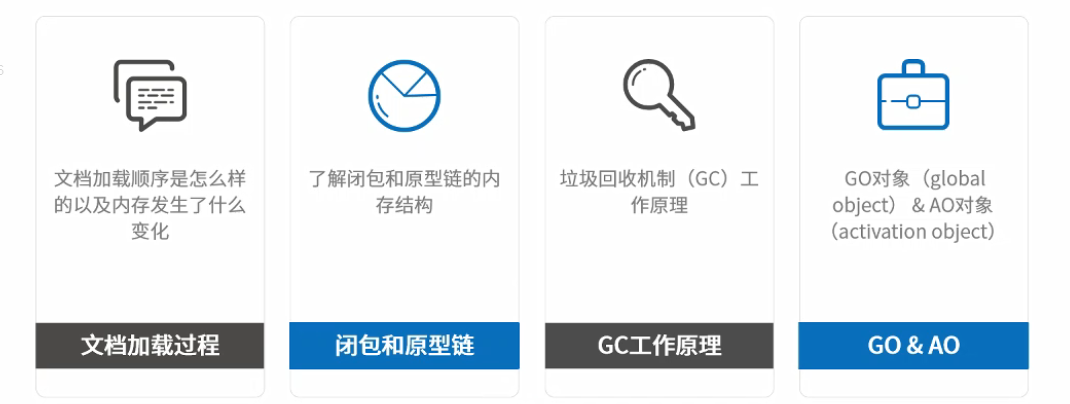 文档加载顺序是怎么样
的以及内存发生了什么
变化
文档加载过程
了解闭包和原型链的内
存结构
闭包和原型链
垃圾回收机制（GC）工
作原理
GC工作原理
GO对象（global
object） & AO对象
（activation object）
GO & AO